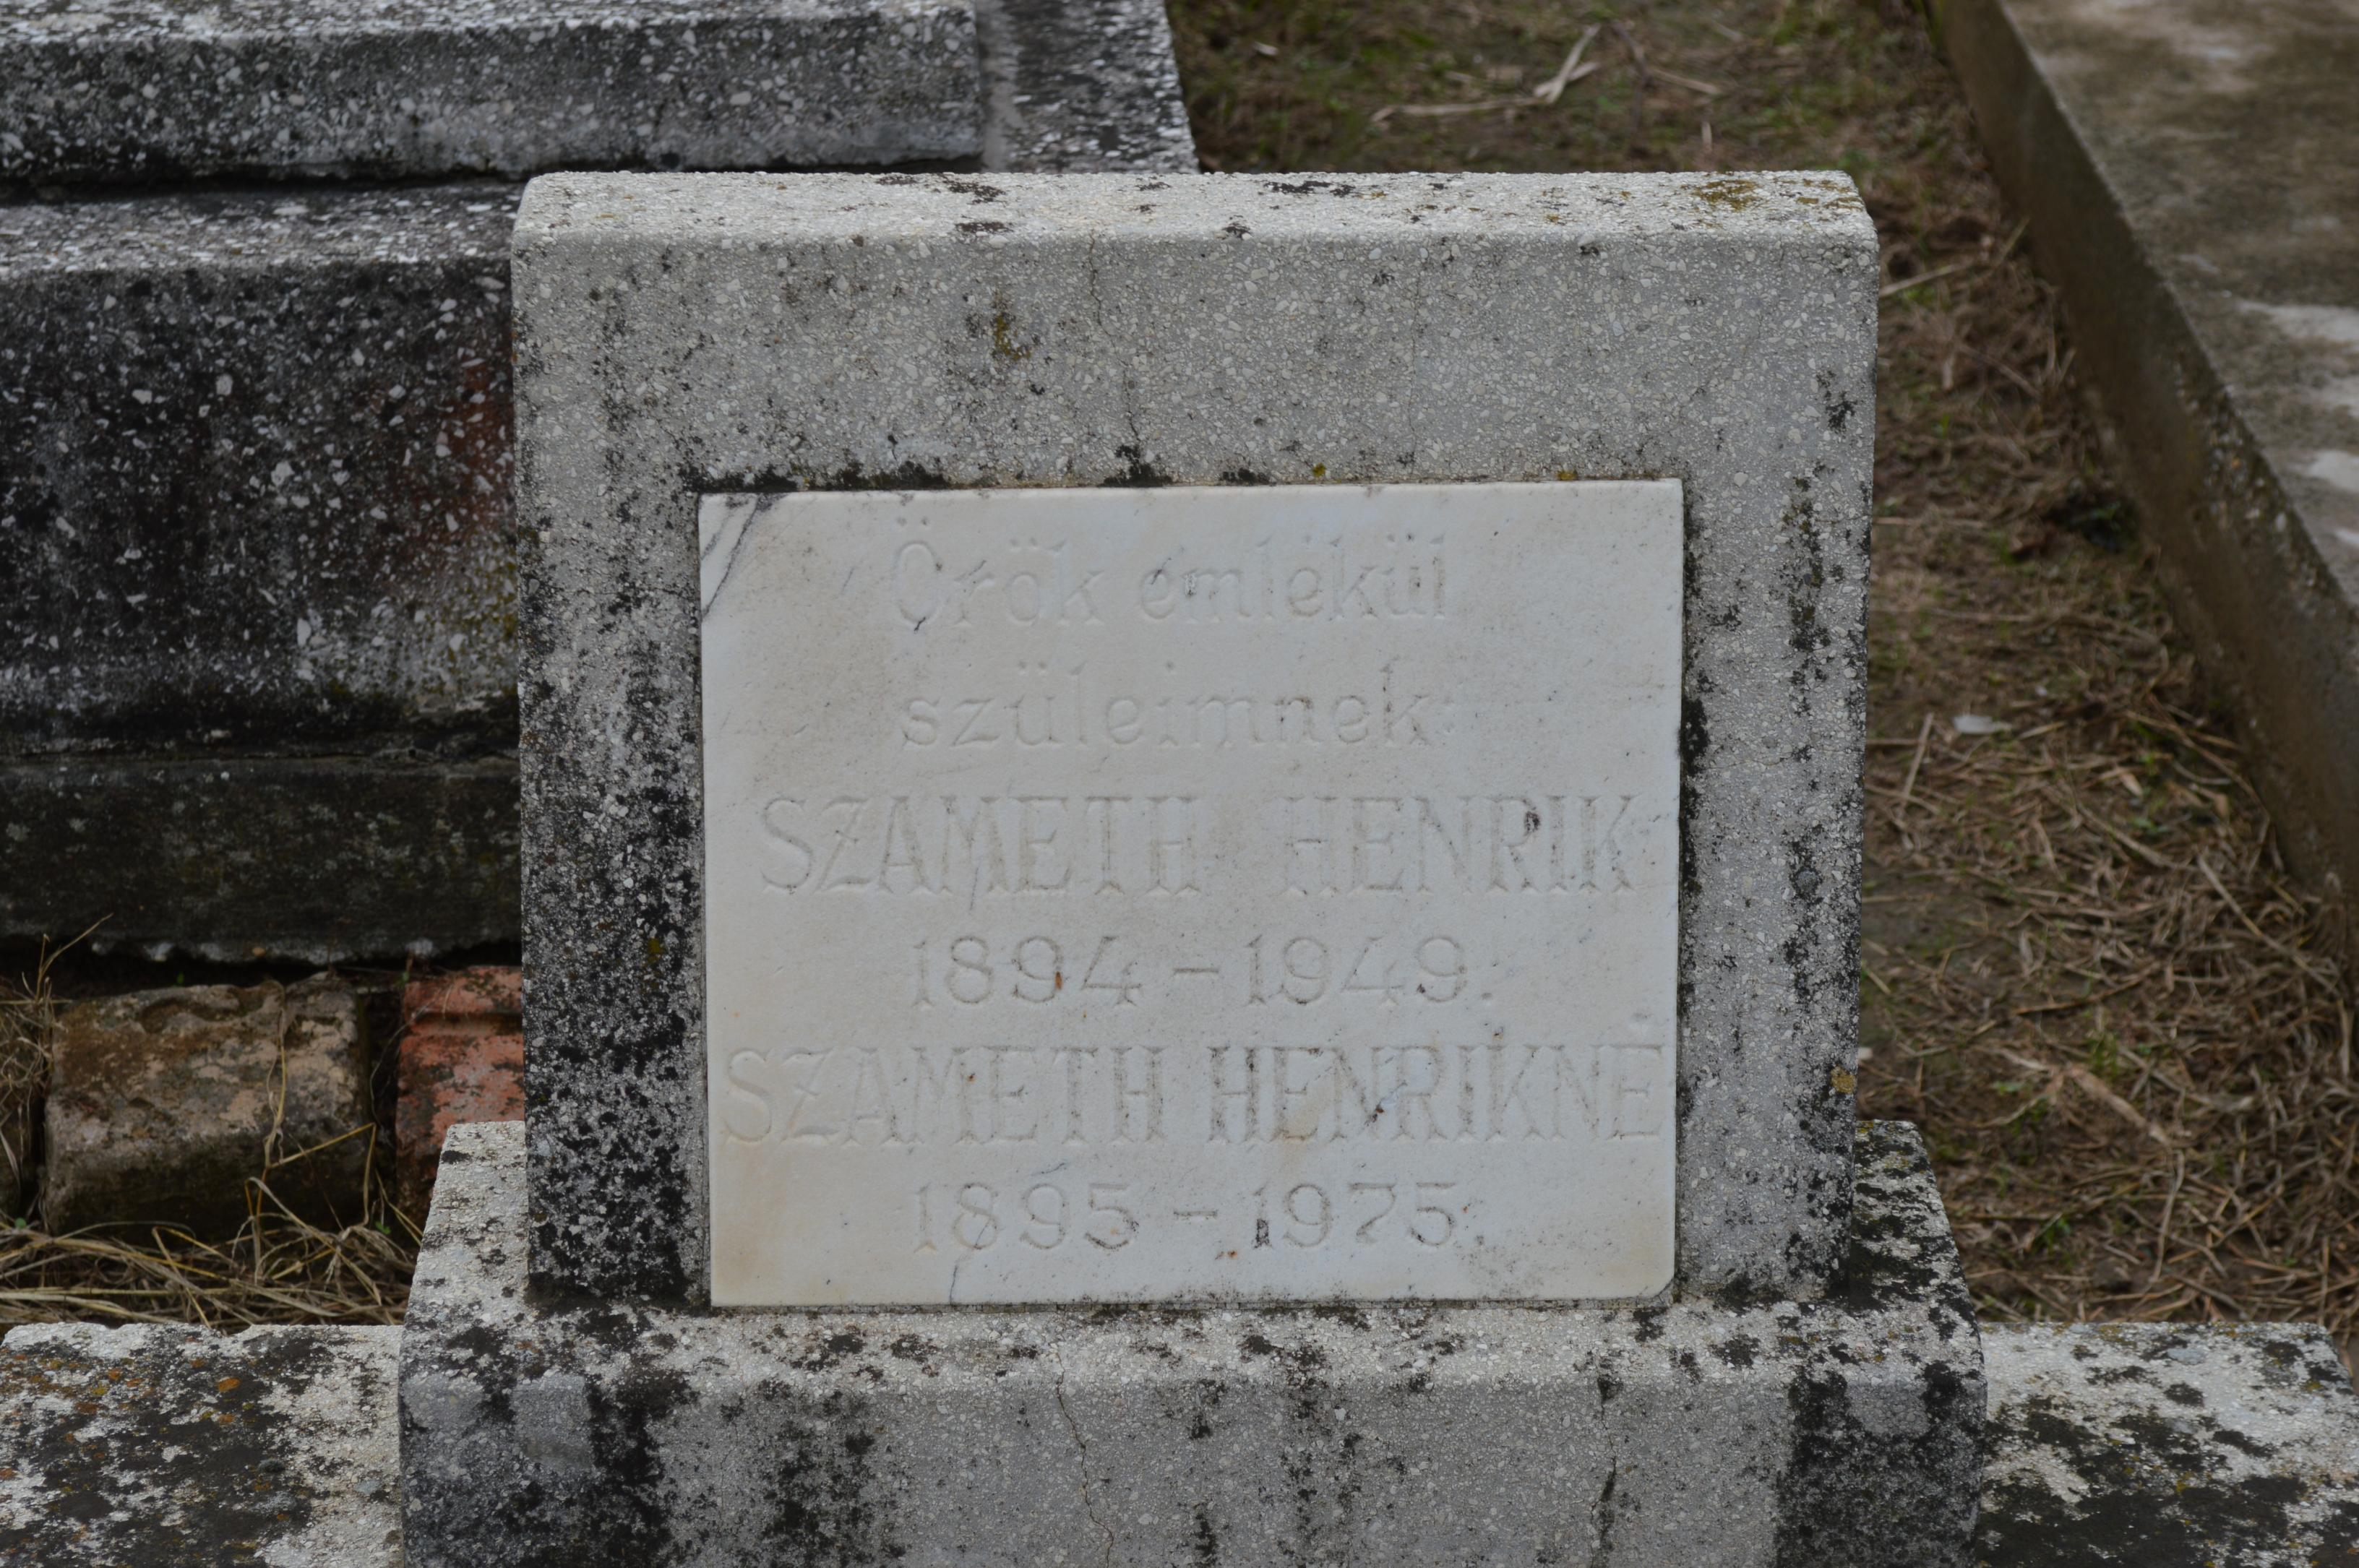 Örök emlékül
szüleimnek
SZAMETH HENRIK
1894-1949.
SZAMETH HENRIKNÉ
1895-1975.